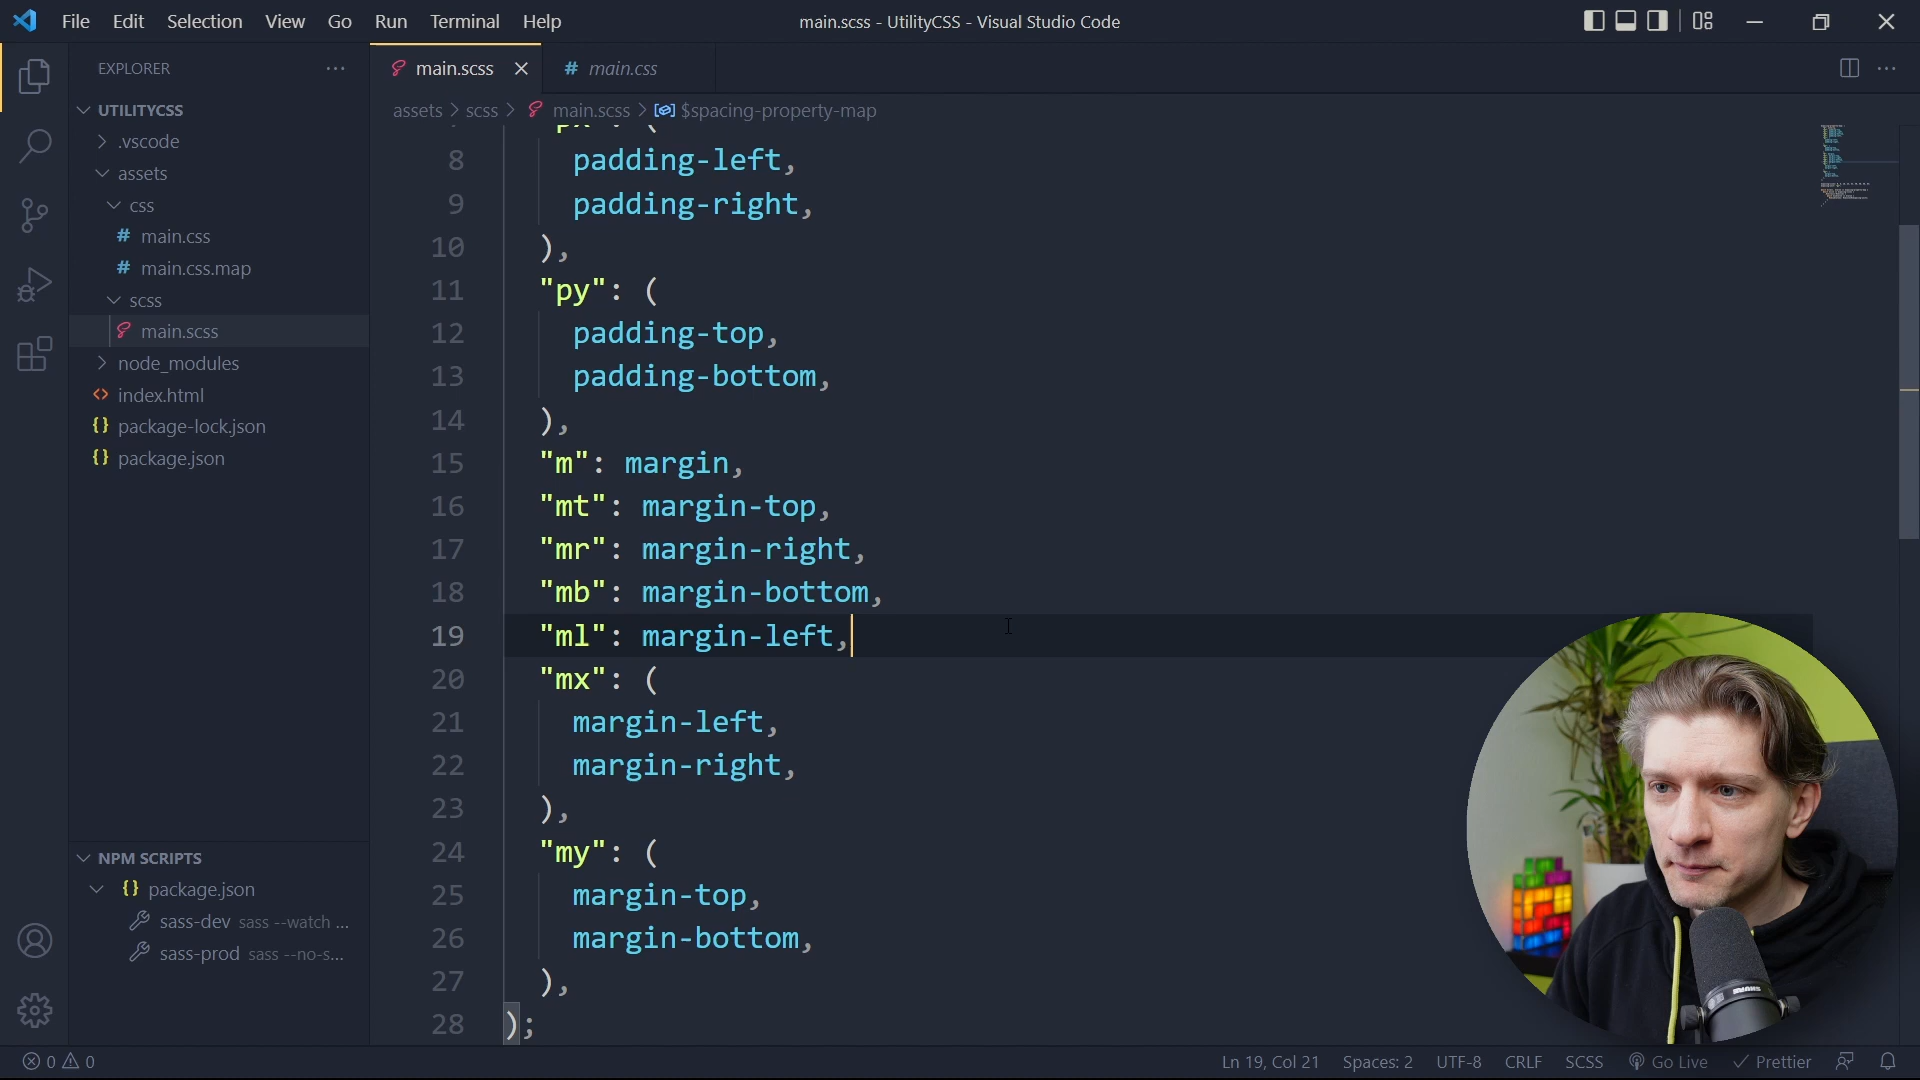 File Edit Selection View Go Run Terminal Help
main.scss - UtilityCSS - Visual Studio Code
EXPLORER
UTILITYCSS
.vscode
assets
css
main.css
main.css.map
scss
main.scss
node_modules
index.html
package-lock.json
package.json
NPM SCRIPTS
package.json
sass-dev sass --watch ...
sass-prod sass --no-s...
main.scss
main.css
assets > scss > main.scss > $spacing-property-map
8 padding-left,
9 padding-right,
10 ),
11 "py": (
12 padding-top,
13 padding-bottom,
14 ),
15 "m": margin,
16 "mt": margin-top,
17 "mr": margin-right,
18 "mb": margin-bottom,
19 "ml": margin-left,
20 "mx": (
21 margin-left,
22 margin-right,
23 ),
24 "my": (
25 margin-top,
26 margin-bottom,
27 ),
28 );
SHURE
0 0
Ln 19, Col 21 Spaces: 2 UTF-8 CRLF SCSS Go Live Prettier